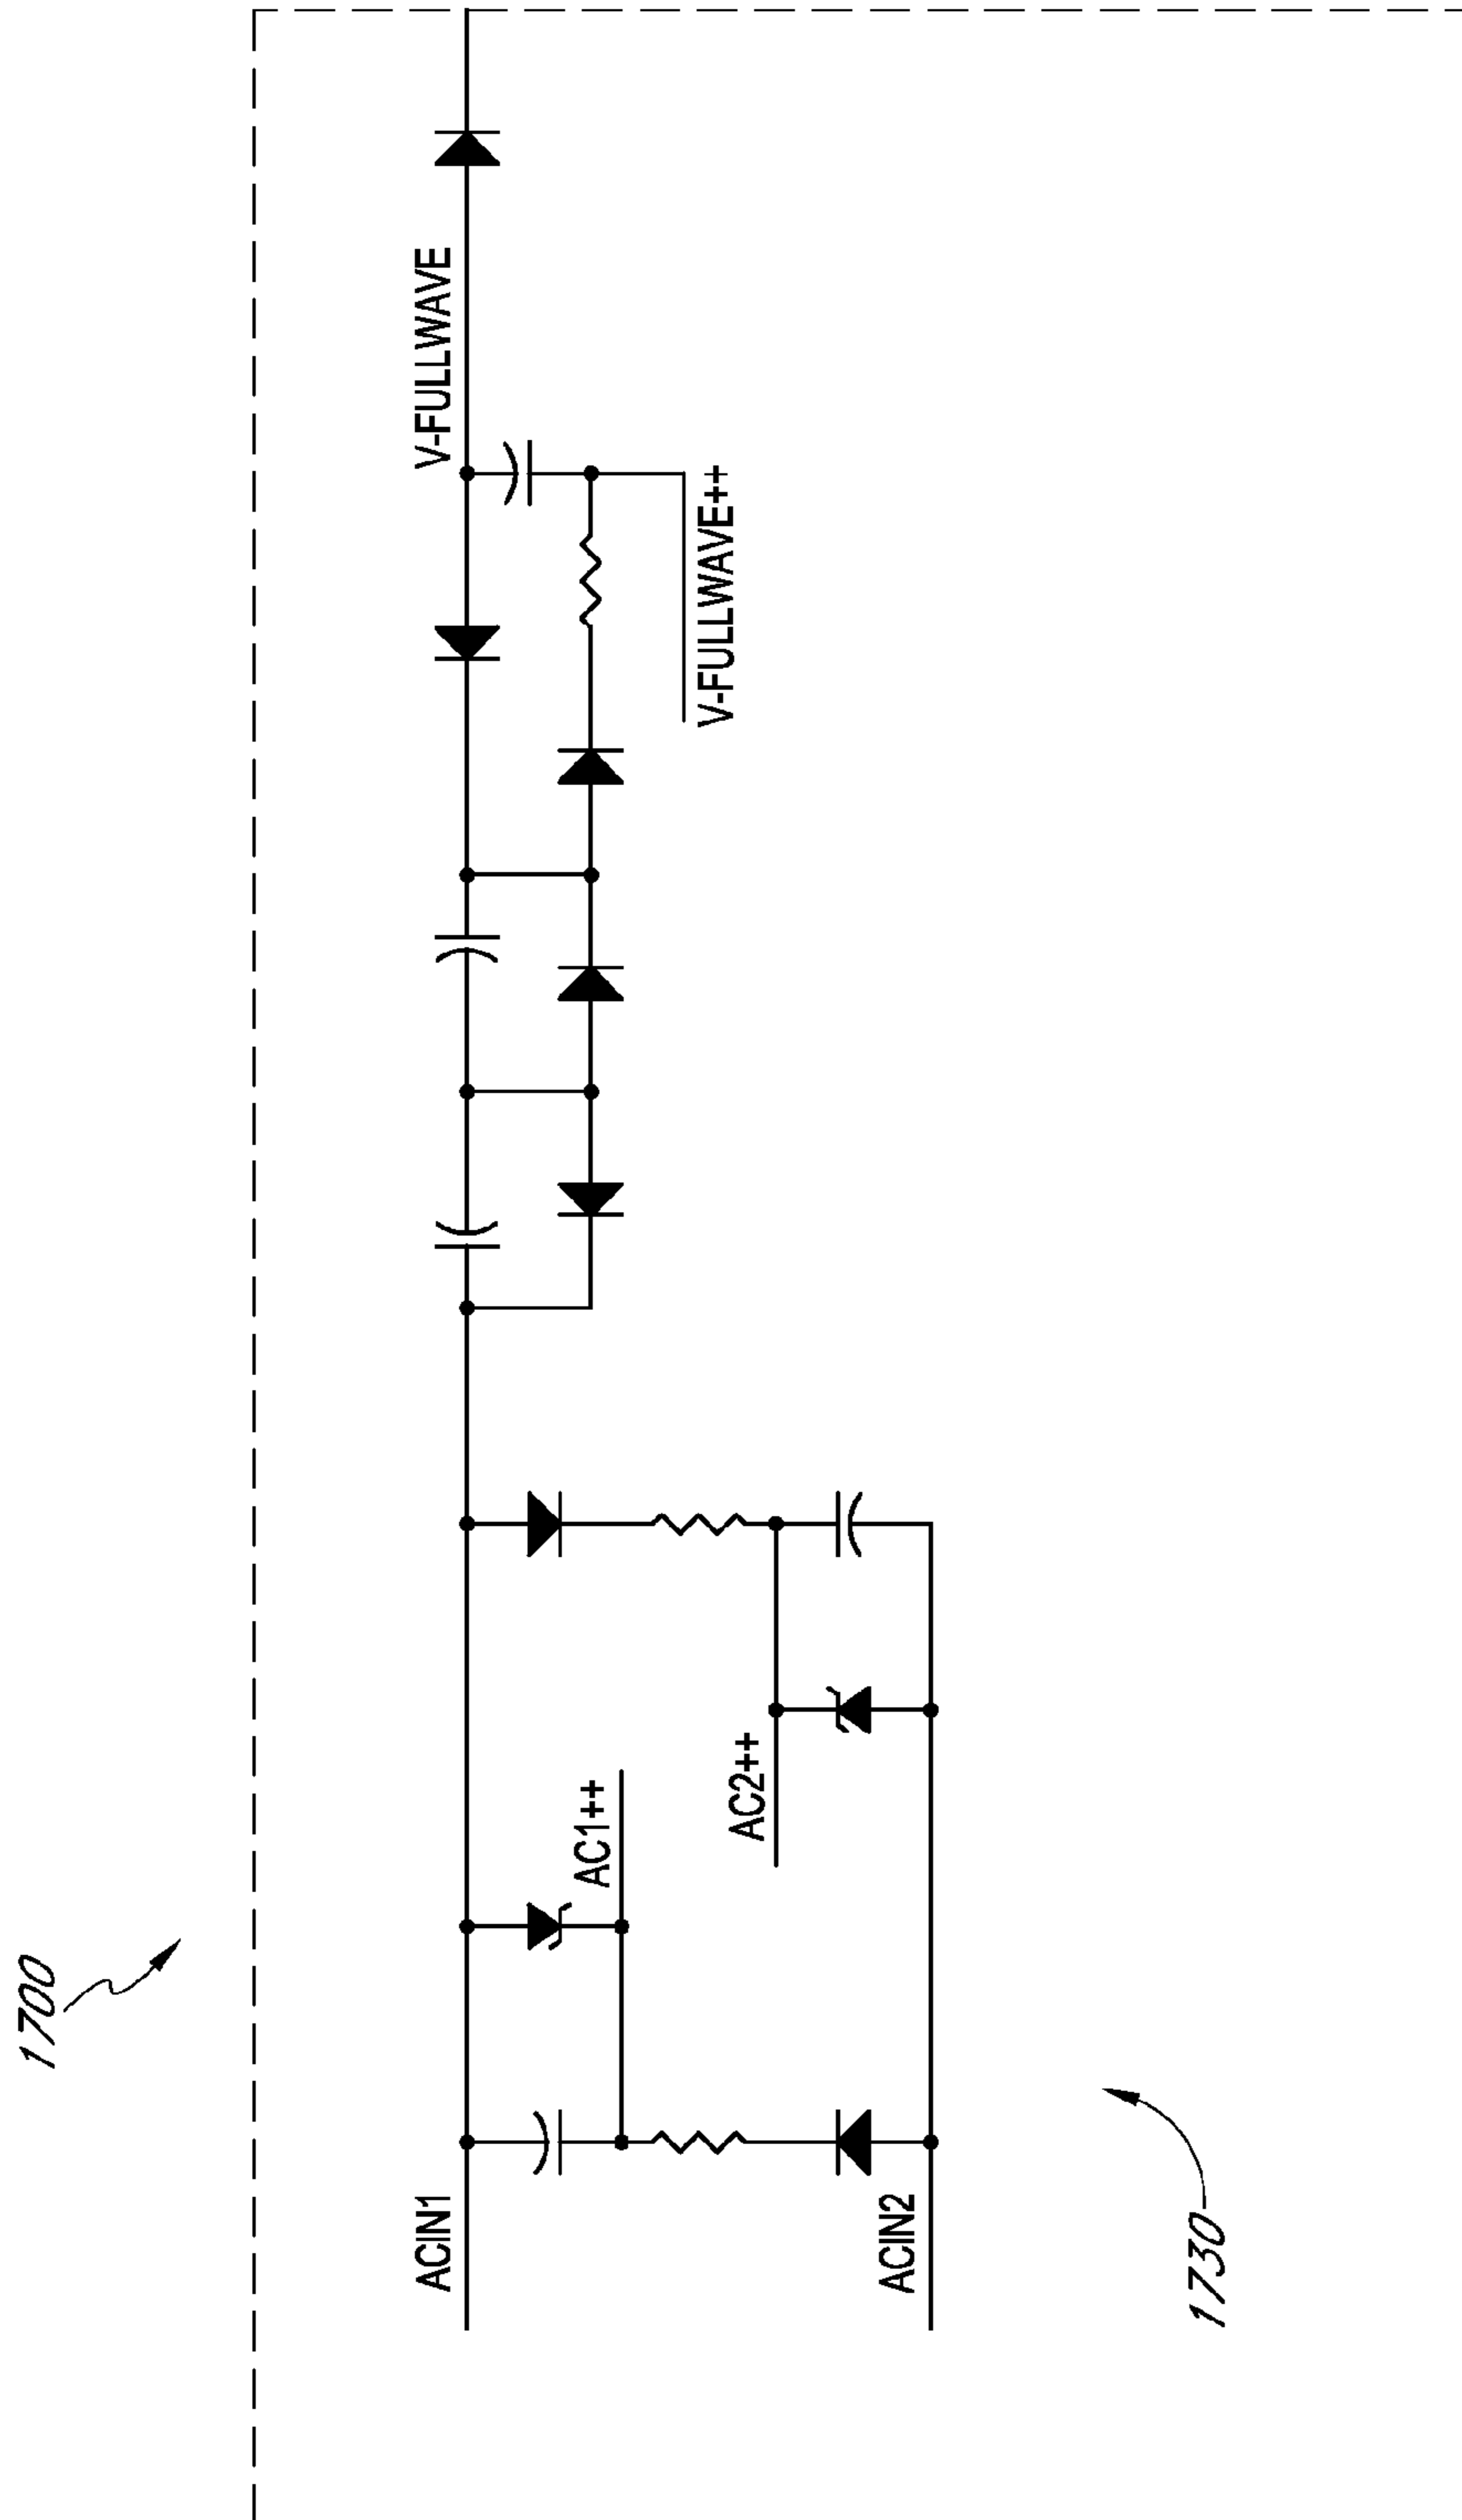 1700
ACIN1
AC1++
V-FULLWAVE
V-FULLWAVE++
AC2++
ACIN2
1730